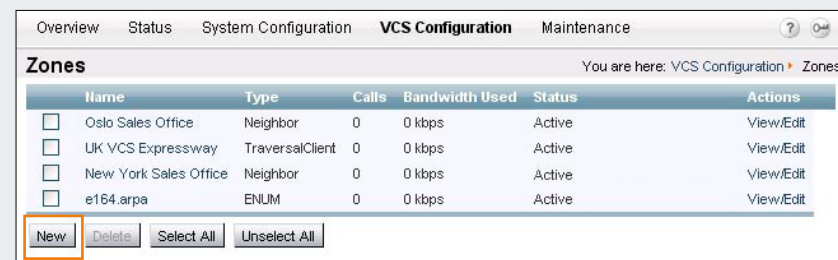 Overview Status System Configuration VCS Configuration Maintenance ?
Zones You are here: VCS Configuration Zones
Name Type Calls Bandwidth Used Status Actions
Oslo Sales Office Neighbor 0 0 kbps Active View/Edit
UK VCS Expressway TraversalClient 0 0 kbps Active View/Edit
New York Sales Office Neighbor 0 0 kbps Active View/Edit
e164.arpa ENUM 0 0 kbps Active View/Edit
New Delete Select All Unselect All